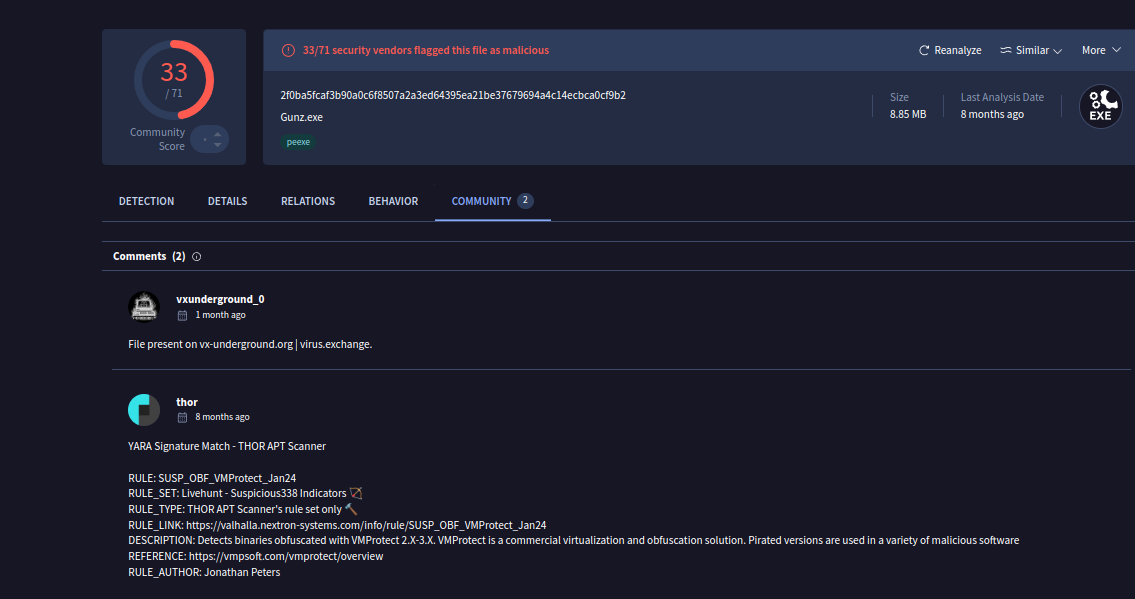 33
/ 71
Community
Score
33/71 security vendors flagged this file as malicious
Reanalyze
Similar
More
2f0ba5fcaf3b90a0c6f8507a2a3ed64395ea21be37679694a4c14ecbca0cf9b2
Gunz.exe
peexe
Size
8.85 MB
Last Analysis Date
8 months ago
EXE
DETECTION
DETAILS
RELATIONS
BEHAVIOR
COMMUNITY 2
Comments (2)
vxunderground_0
1 month ago
File present on vx-underground.org | virus.exchange.
thor
8 months ago
YARA Signature Match - THOR APT Scanner
RULE: SUSP_OBF_VMProtect_Jan24
RULE_SET: Livehunt - Suspicious338 Indicators 🏹
RULE_TYPE: THOR APT Scanner's rule set only 🔨
RULE_LINK: https://valhalla.nextron-systems.com/info/rule/SUSP_OBF_VMProtect_Jan24
DESCRIPTION: Detects binaries obfuscated with VMProtect 2.X-3.X. VMProtect is a commercial virtualization and obfuscation solution. Pirated versions are used in a variety of malicious software
REFERENCE: https://vmpsoft.com/vmprotect/overview
RULE_AUTHOR: Jonathan Peters